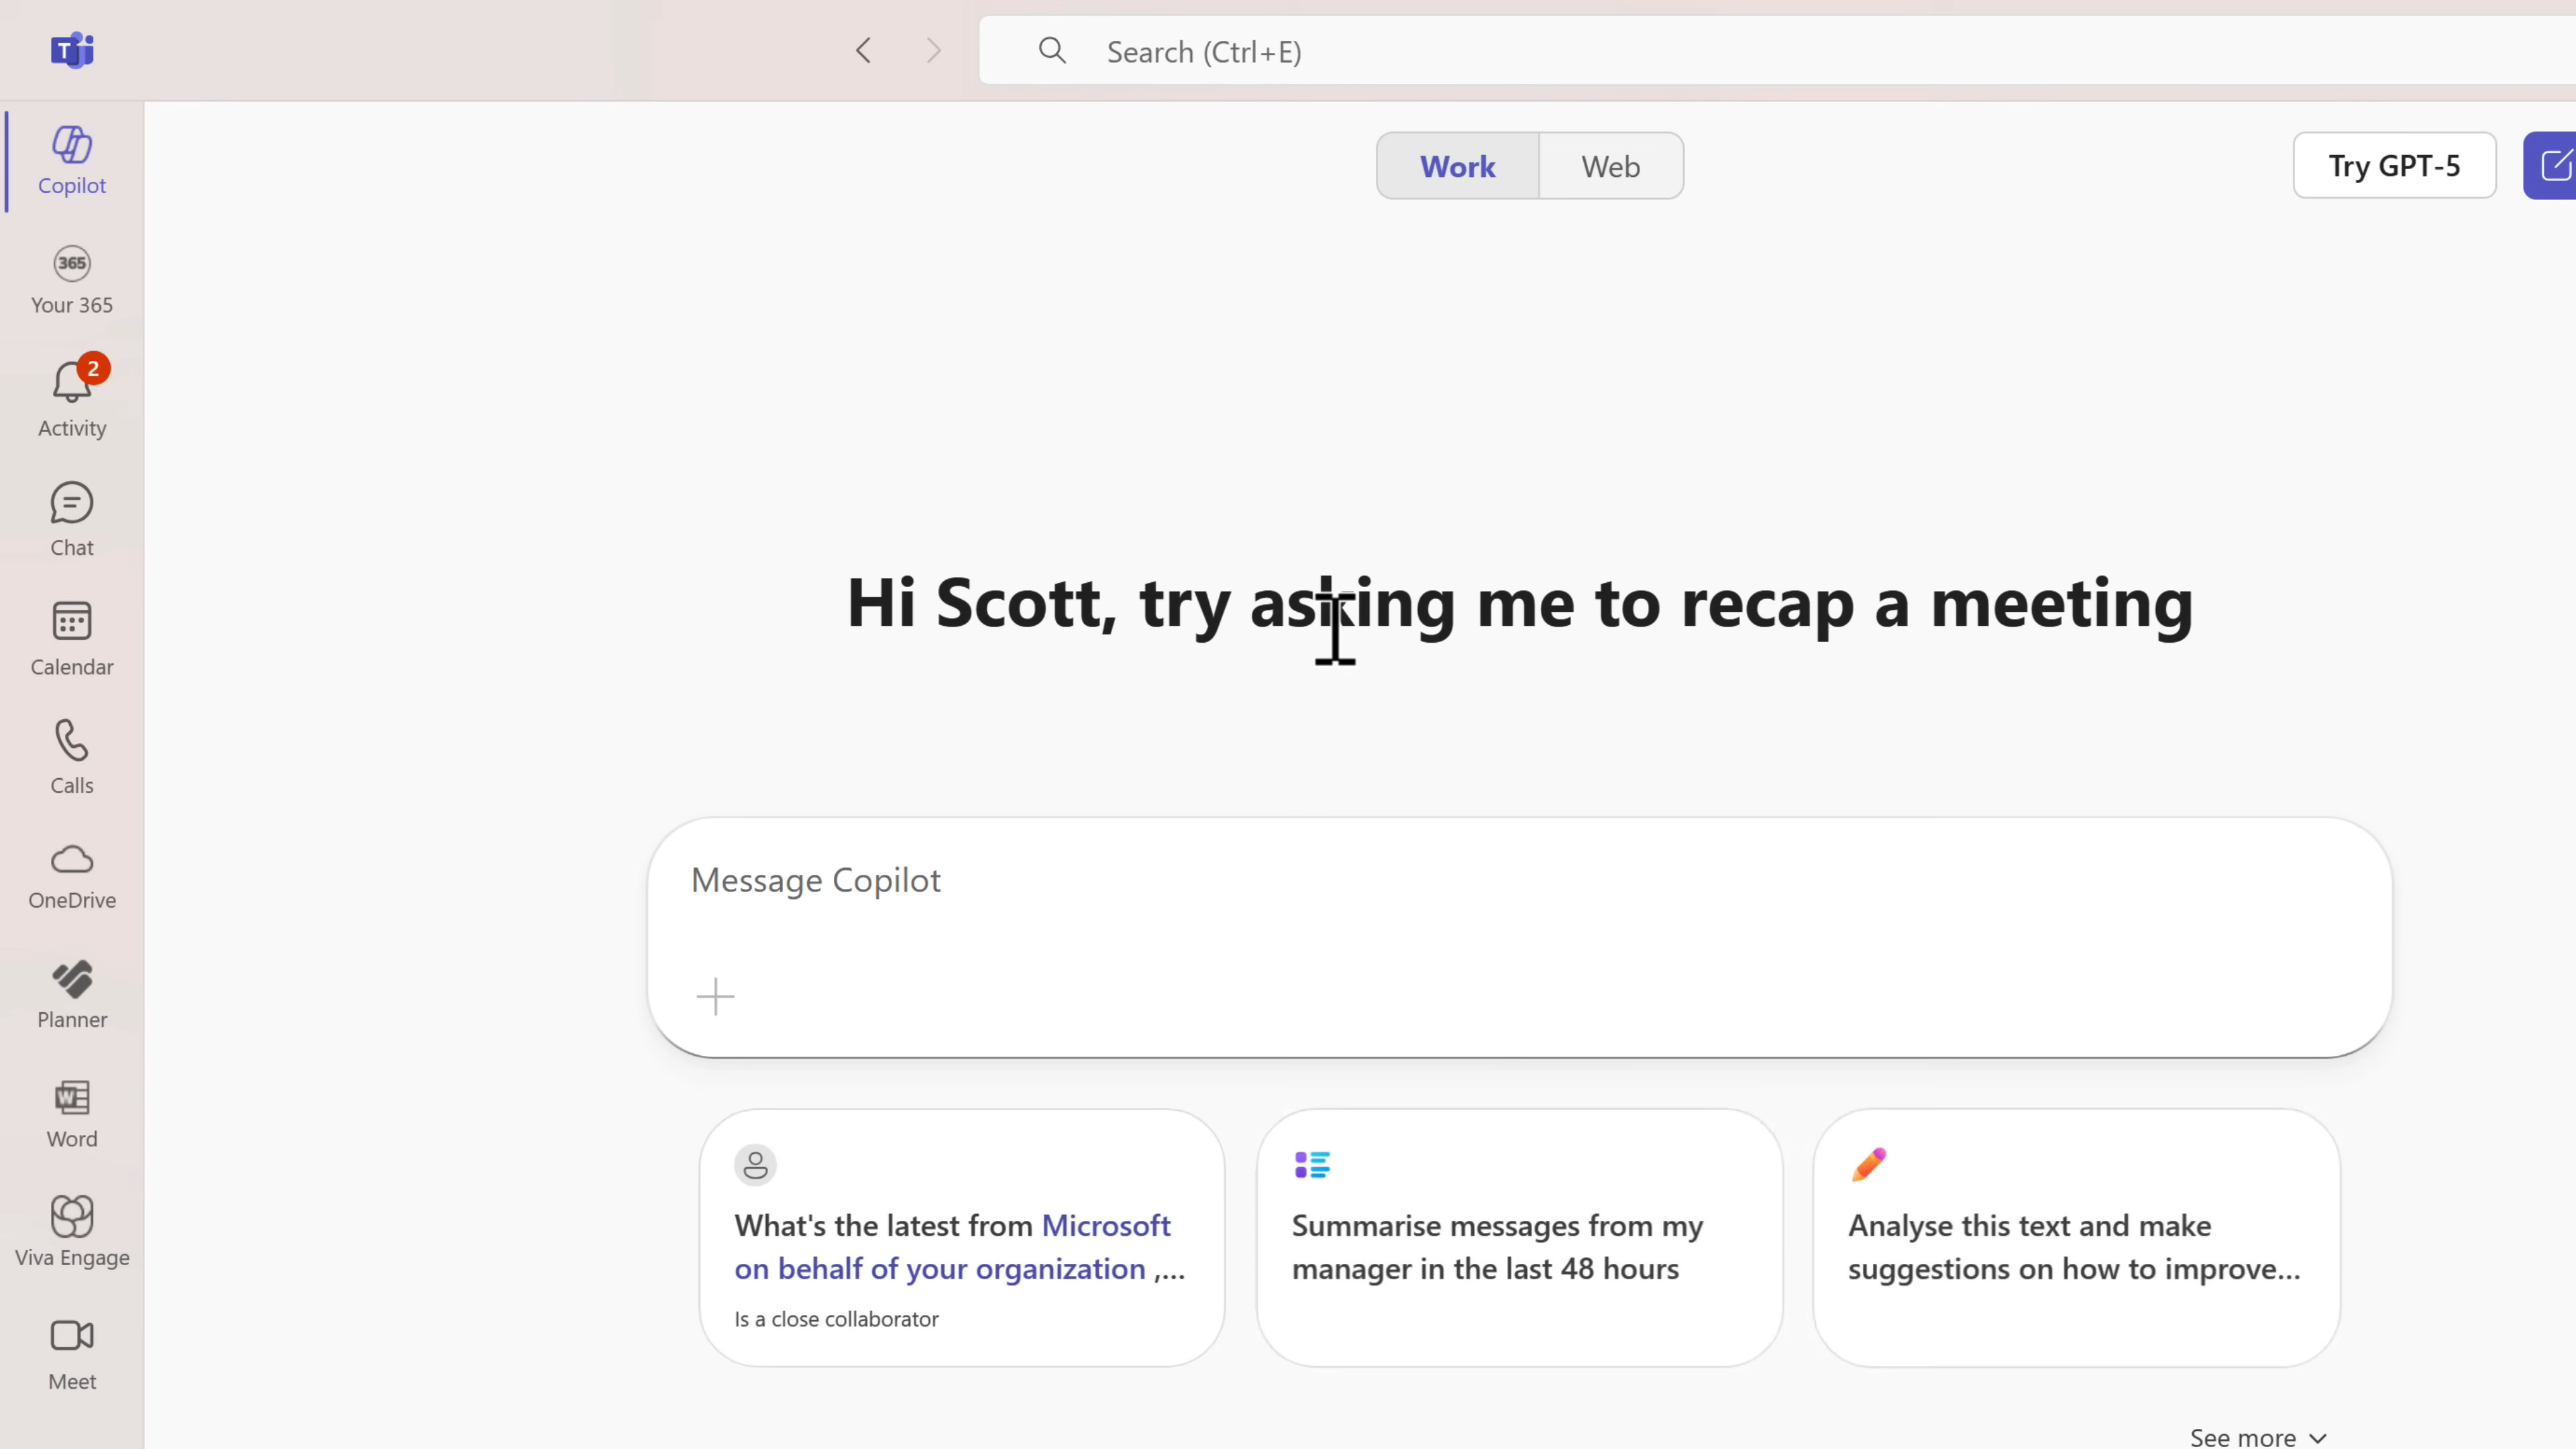 T
Search (Ctrl+E)
Copilot
365
Your 365
2
Activity
Chat
Calendar
Calls
OneDrive
Planner
W
Word
Viva Engage
Meet
Work
Web
Try GPT-5
Hi Scott, try asking me to recap a meeting
Message Copilot
What's the latest from Microsoft
on behalf of your organization ,...
Is a close collaborator
Summarise messages from my
manager in the last 48 hours
Analyse this text and make
suggestions on how to improve...
See more